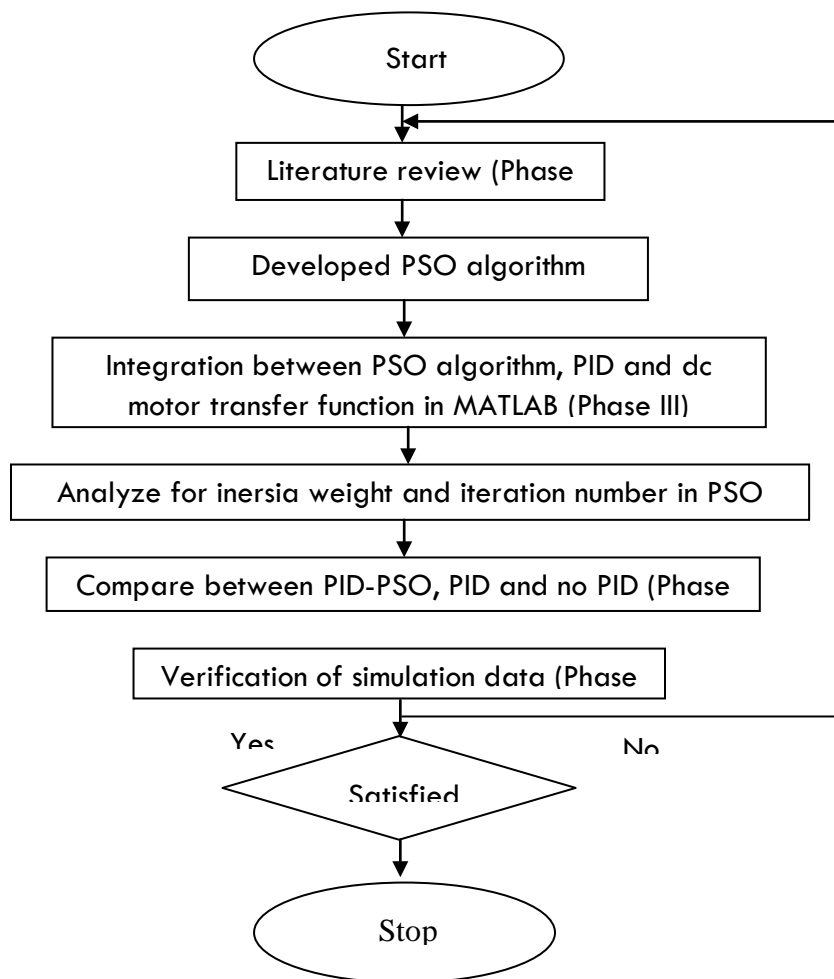 Start
Literature review (Phase
Developed PSO algorithm
Integration between PSO algorithm, PID and dc
motor transfer function in MATLAB (Phase III)
Analyze for inersia weight and iteration number in PSO
Compare between PID-PSO, PID and no PID (Phase
Verification of simulation data (Phase
Yes
No
Satisfied
Stop